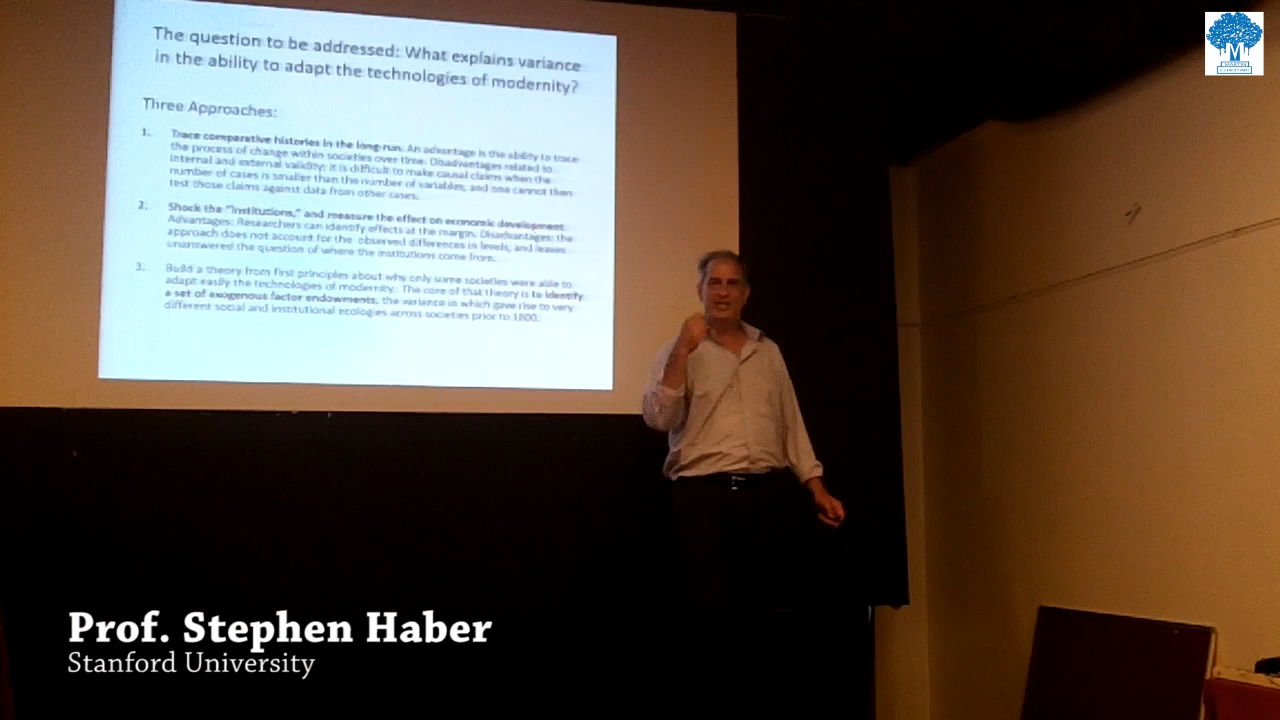 The question to be addressed: What explains variance
in the ability to adapt the technologies of modernity?
Three Approaches:
1. Trace comparative histories in the long run. An advantage is the ability to trace
the process of change within societies over time. Disadvantages related to
internal and external validity: it is difficult to make causal claims when the
number of cases is smaller than the number of variables, and one cannot then
test those claims against data from other cases.
2. Shock the "institutions," and measure the effect on economic development.
Advantages: Researchers can identify effects at the margin. Disadvantages: the
approach does not account for the observed differences in levels, and leaves
unanswered the question of where the institutions come from.
3. Build a theory from first principles about why only some societies were able to
adapt easily the technologies of modernity. The core of that theory is to identify
a set of exogenous factor endowments, the variance in which gave rise to very
different social and institutional ecologies across societies prior to 1800.
M
MARTIN
CHAUTARI
Prof. Stephen Haber
Stanford University